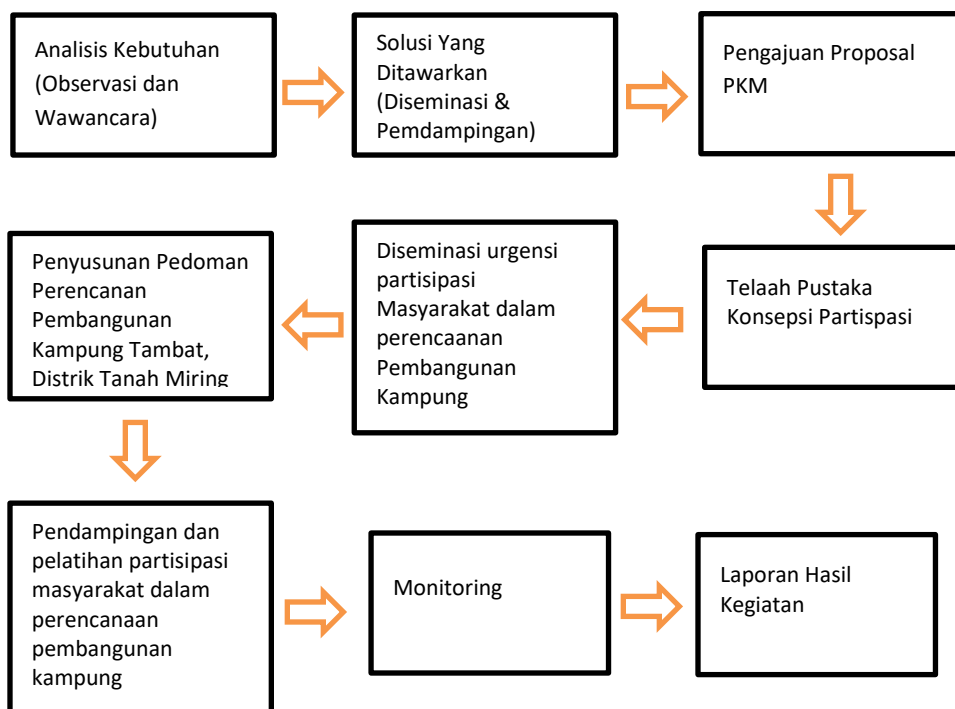 Analisis Kebutuhan
(Observasi dan
Wawancara)
Solusi Yang
Ditawarkan
(Diseminasi &
Pemdampingan)
Pengajuan Proposal
PKM
Telaah Pustaka
Konsepsi Partispasi
Diseminasi urgensi
partisipasi
Masyarakat dalam
perencaanan
Pembangunan
Kampung
Penyusunan Pedoman
Perencanan
Pembangunan
Kampung Tambat,
Distrik Tanah Miring
Pendampingan dan
pelatihan partisipasi
masyarakat dalam
perencanaan
pembangunan
kampung
Monitoring
Laporan Hasil
Kegiatan